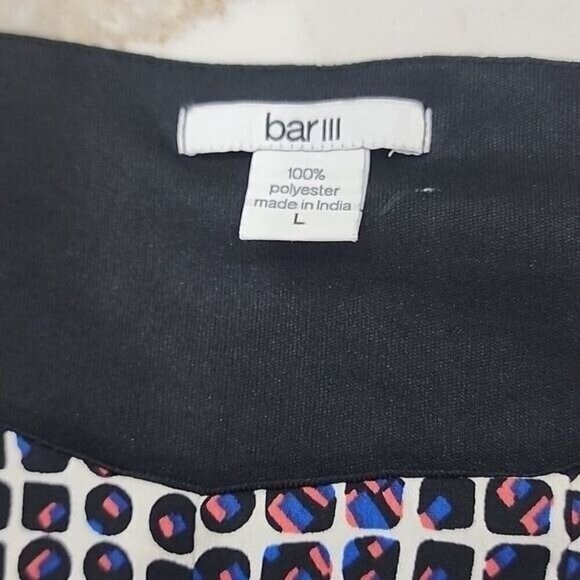 bar III
100%
polyester
made in India
L